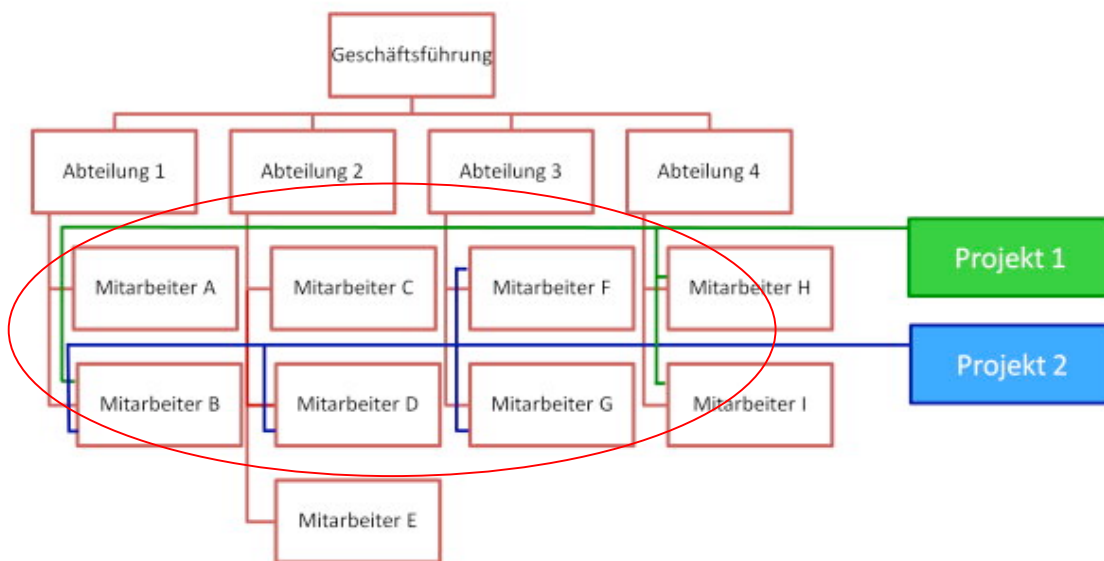 Geschäftsführung
Abteilung 1
Abteilung 2
Abteilung 3
Abteilung 4
Mitarbeiter A
Mitarbeiter C
Mitarbeiter F
Mitarbeiter H
Projekt 1
Mitarbeiter B
Mitarbeiter D
Mitarbeiter G
Mitarbeiter I
Projekt 2
Mitarbeiter E